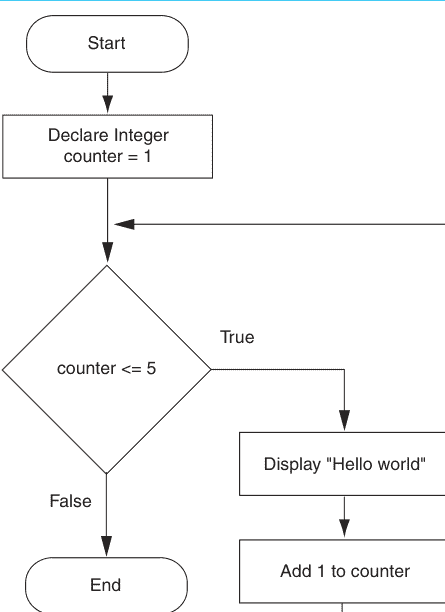 Start
Declare Integer
counter = 1
counter <= 5
True
Display "Hello world"
Add 1 to counter
False
End